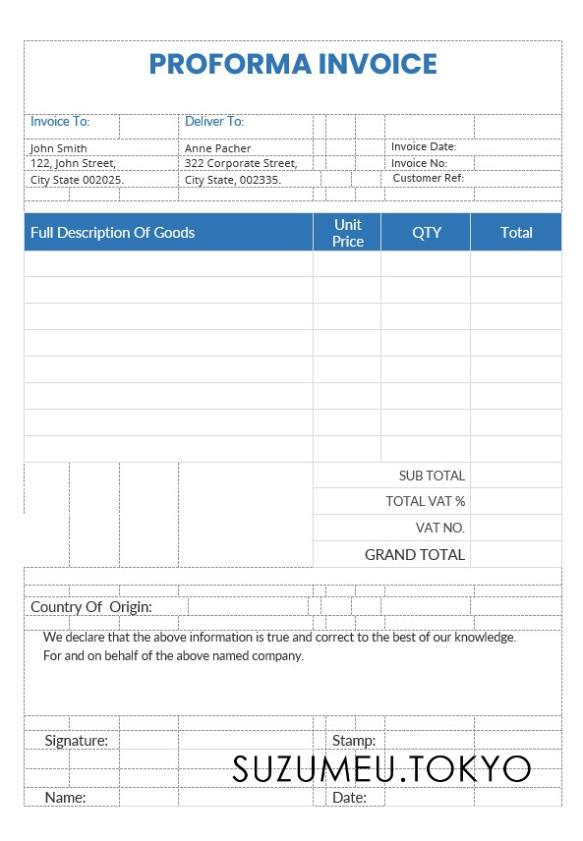 PROFORMA INVOICE
Invoice To:
Deliver To:
John Smith
Anne Pacher
Invoice Date:
122, John Street,
322 Corporate Street,
Invoice No:
City State 002025.
City State, 002335.
Customer Ref:
Full Description Of Goods
Unit
Price
QTY
Total
SUB TOTAL
TOTAL VAT %
VAT NO.
GRAND TOTAL
Country Of Origin:
We declare that the above information is true and correct to the best of our knowledge.
For and on behalf of the above named company.
Signature:
Stamp:
SUZUMEU.TOKYO
Name:
Date: